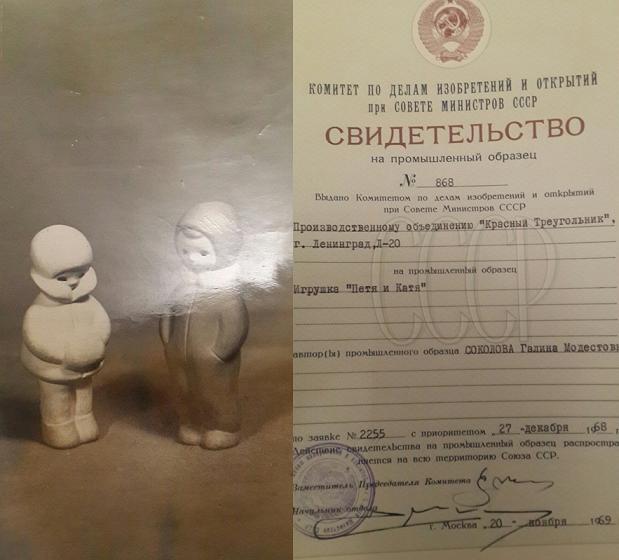 КОМИТЕТ ПО ДЕЛАМ ИЗОБРЕТЕНИЙ И ОТКРЫТИЙ
при СОВЕТЕ МИНИСТРОВ СССР
СВИДЕТЕЛЬСТВО
на промышленный образец
№ 868
Выдано Комитетом по делам изобретений и открытий
при Совете Министров СССР
Производственному объединению "Красный Треугольник",
г. Ленинград,Л-20
на промышленный образец
Игрушка "Петя и Катя"
СССР
автор(ы) промышленного образца СОКОЛОВА Галина Модестов
по заявке № 2255 с приоритетом 27 -декабря 1968 г
Действие свидетельства на промышленный образец распростра-
няется на всю территорию Союза ССР.
Заместитель Председателя Комитета
Начальник отдела
г. Москва 20 - ноября 1969